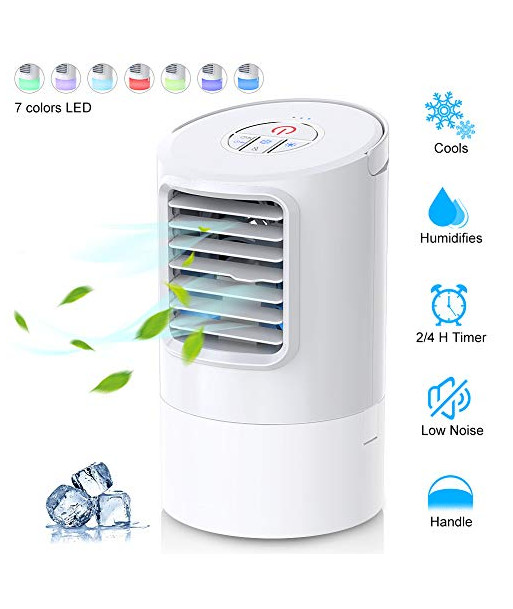 7 colors LED
Cools
Humidifies
2/4 H Timer
Low Noise
Handle